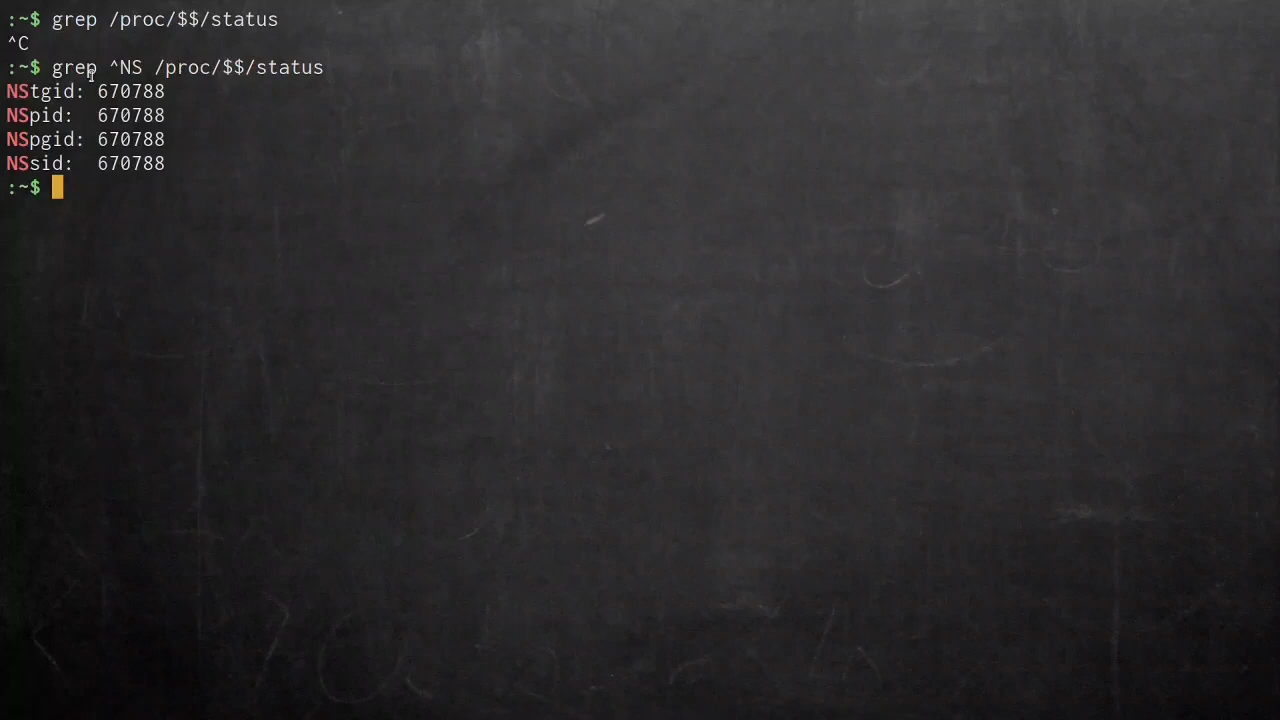 :~$ grep /proc/$$/status
^C
:~$ grep ^NS /proc/$$/status
NStgid: 670788
NSpid:  670788
NSpgid: 670788
NSsid:  670788
:~$